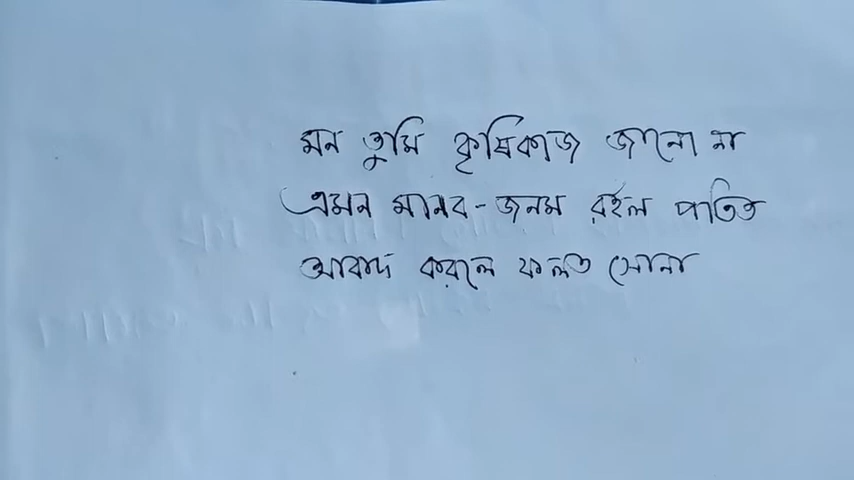 মন তুমি কৃষিকাজ জানো না
এমন মানব-জনম রইল পতিত
আবাদ করলে ফলত সোনা